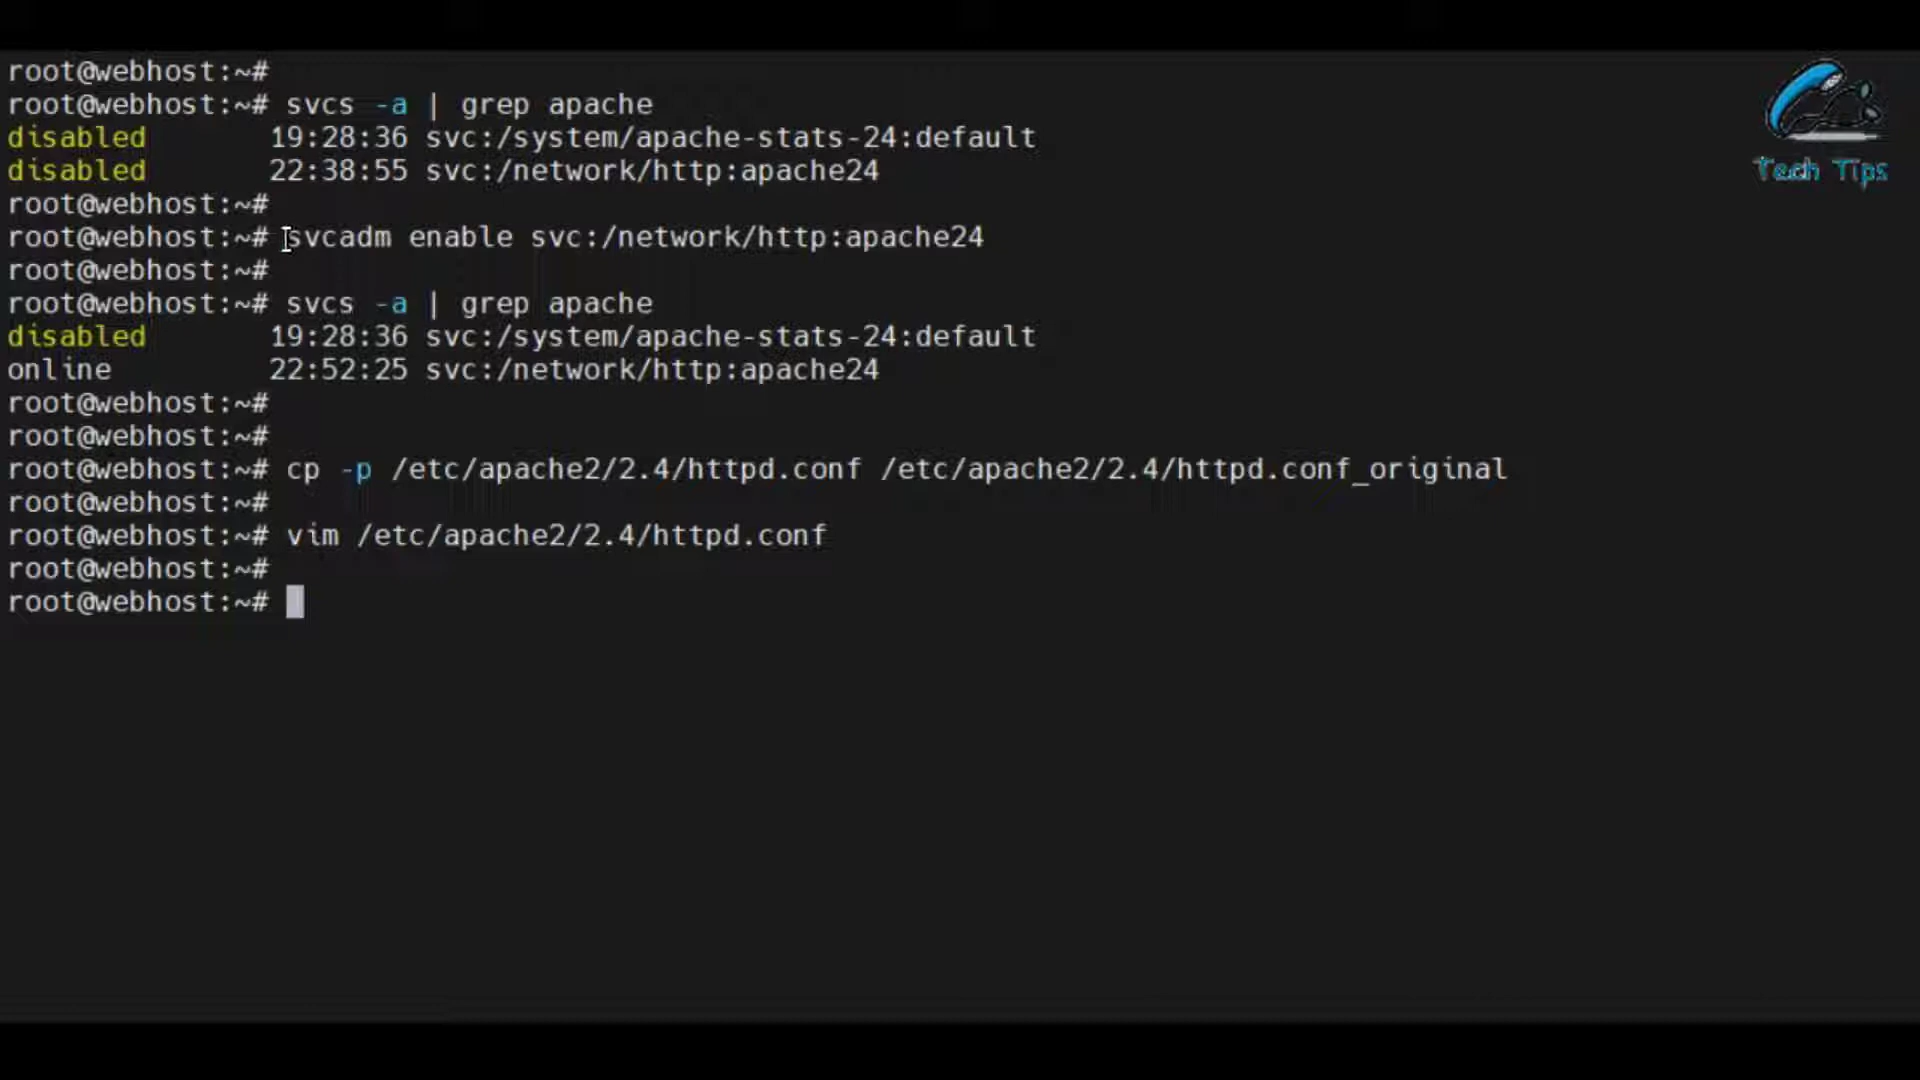 root@webhost:~#
root@webhost:~# svcs -a | grep apache
disabled       19:28:36 svc:/system/apache-stats-24:default
disabled       22:38:55 svc:/network/http:apache24
root@webhost:~#
root@webhost:~# svcadm enable svc:/network/http:apache24
root@webhost:~#
root@webhost:~# svcs -a | grep apache
disabled       19:28:36 svc:/system/apache-stats-24:default
online         22:52:25 svc:/network/http:apache24
root@webhost:~#
root@webhost:~#
root@webhost:~# cp -p /etc/apache2/2.4/httpd.conf /etc/apache2/2.4/httpd.conf_original
root@webhost:~#
root@webhost:~# vim /etc/apache2/2.4/httpd.conf
root@webhost:~#
root@webhost:~#
Tech Tips